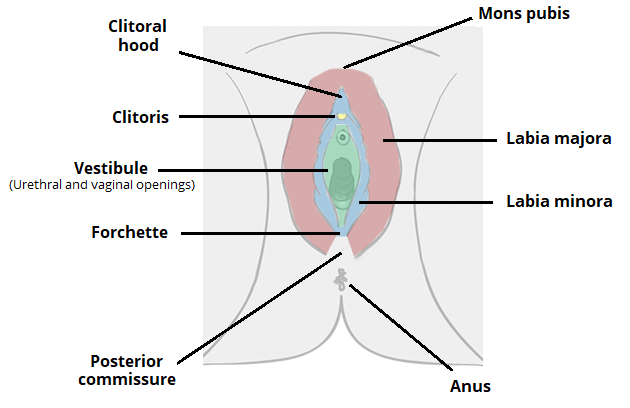 Mons pubis
Clitoral
hood
Clitoris
Labia majora
Vestibule
(Urethral and vaginal openings)
Labia minora
Forchette
Posterior
commissure
Anus